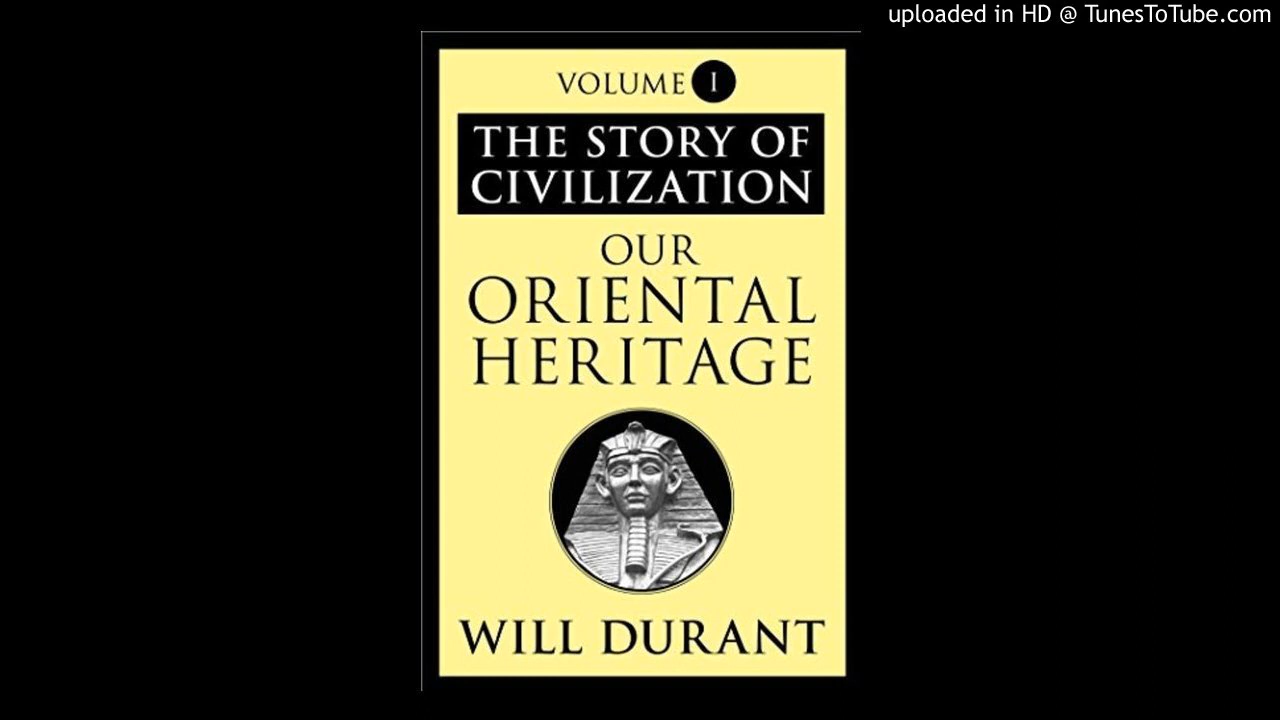 uploaded in HD @ TunesToTube.com
VOLUME I
THE STORY OF
CIVILIZATION
OUR
ORIENTAL
HERITAGE
WILL DURANT